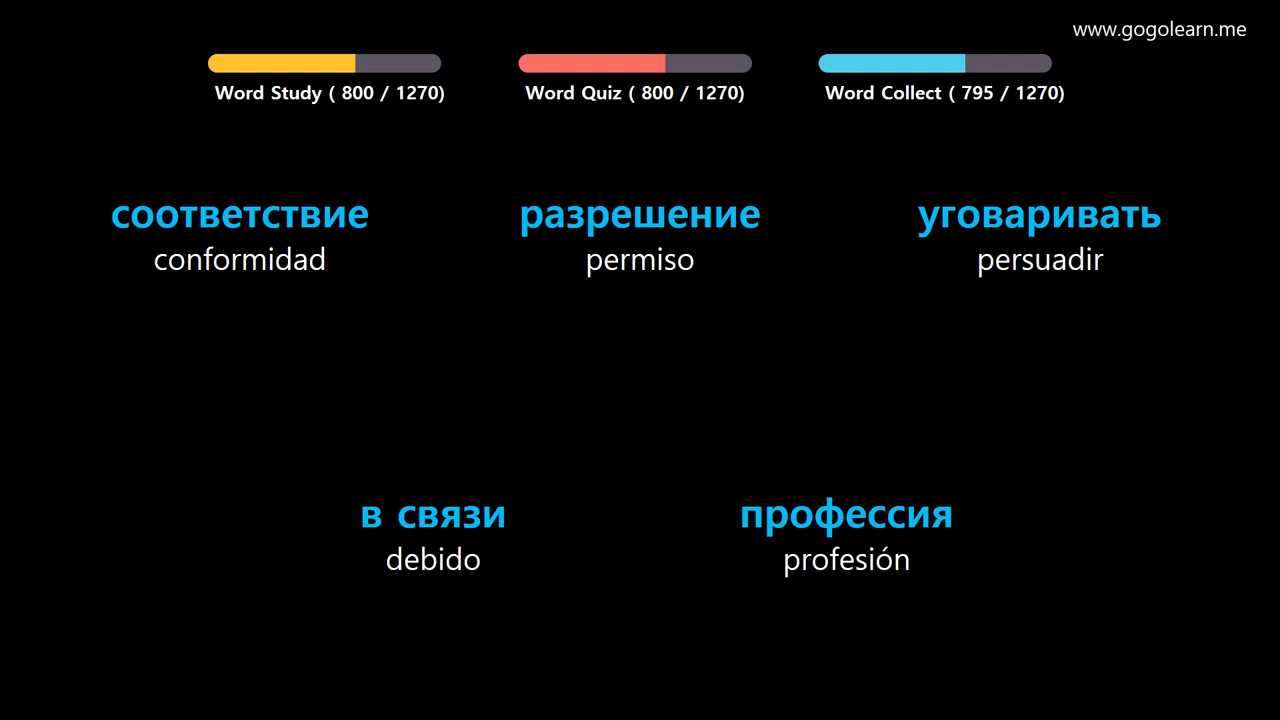 www.gogolearn.me
Word Study ( 800 / 1270)
Word Quiz ( 800 / 1270)
Word Collect ( 795 / 1270)
соответствие
conformidad
разрешение
permiso
уговаривать
persuadir
в связи
debido
профессия
profesión